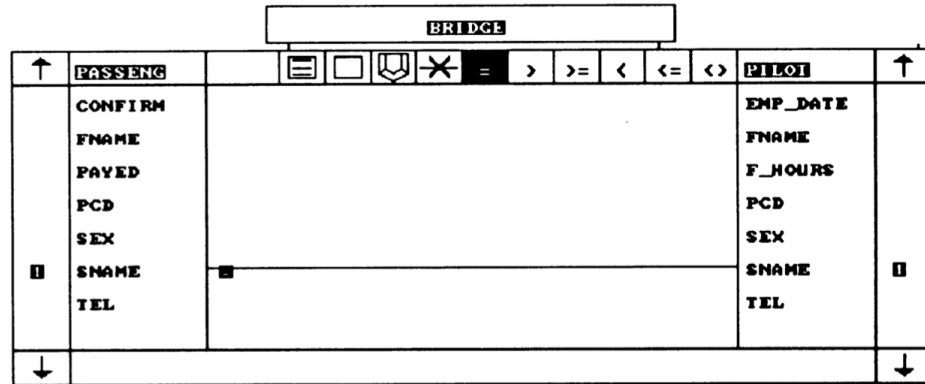 BRIDGE
PASSENG = > >= < <= <> PILOT
CONFIRM EMP_DATE
FNAME FNAME
PAYED F_HOURS
PCD PCD
SEX SEX
SNAME = SNAME
TEL TEL